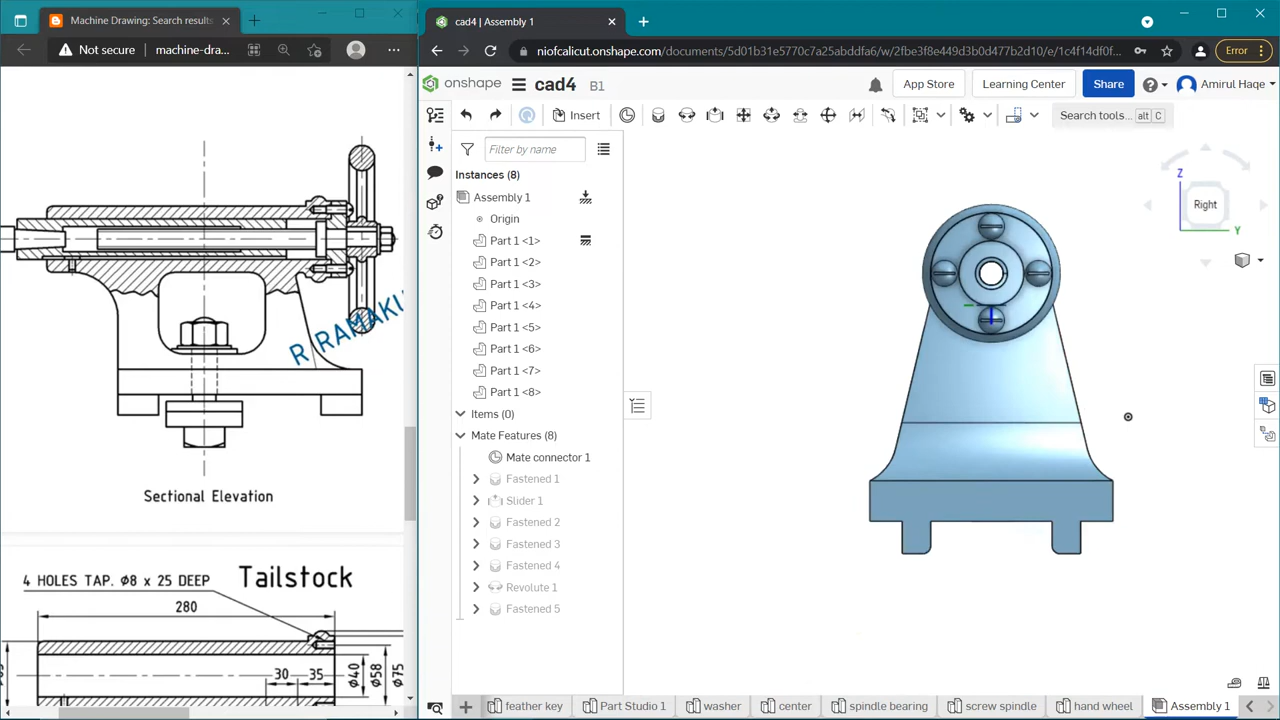 Machine Drawing: Search results
cad4 | Assembly 1
Not secure
machine-dra...
niofcalicut.onshape.com/documents/5d01b31e5770c7a25abddfa6/w/2fbe3f8e449d3b0d477b2d10/e/1c4f14d0f...
Error
onshape
cad4
B1
App Store
Learning Center
Share
Amirul Haqe
Insert
Search tools...
alt
C
Filter by name
Instances (8)
Assembly 1
Origin
Part 1 <1>
Part 1 <2>
Part 1 <3>
Part 1 <4>
Part 1 <5>
Part 1 <6>
Part 1 <7>
Part 1 <8>
Items (0)
Mate Features (8)
Mate connector 1
Fastened 1
Slider 1
Fastened 2
Fastened 3
Fastened 4
Revolute 1
Fastened 5
Z
Right
Y
R RAMAKU
Sectional Elevation
4 HOLES TAP. Ø8 x 25 DEEP
Tailstock
280
30
35
Ø40
Ø58
Ø75
feather key
Part Studio 1
washer
center
spindle bearing
screw spindle
hand wheel
Assembly 1